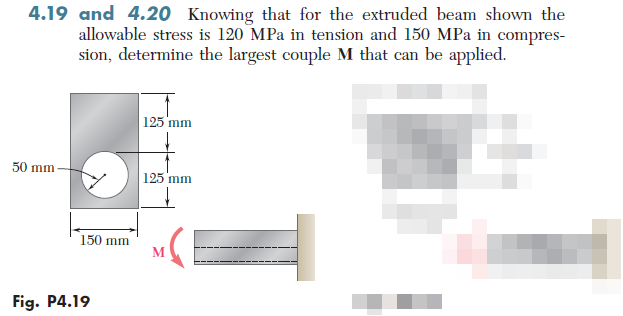 4.19 and 4.20 Knowing that for the extruded beam shown the
allowable stress is 120 MPa in tension and 150 MPa in compres-
sion, determine the largest couple M that can be applied.
125 mm
50 mm
125 mm
150 mm
M
Fig. P4.19